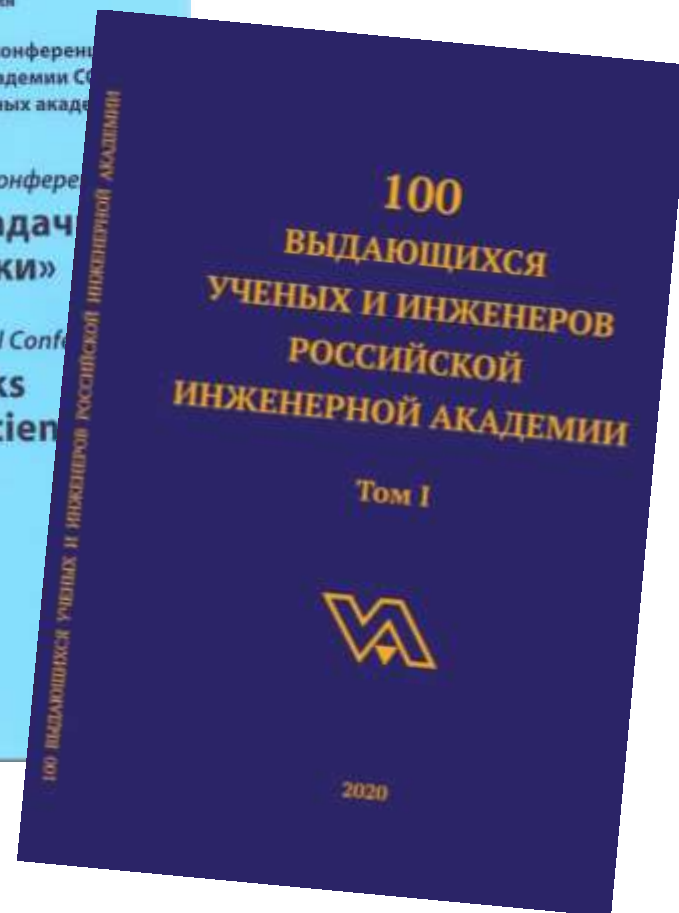 100
ВЫДАЮЩИХСЯ
УЧЕНЫХ И ИНЖЕНЕРОВ
РОССИЙСКОЙ
ИНЖЕНЕРНОЙ АКАДЕМИИ
Том I
2020
100 ВЫДАЮЩИХСЯ УЧЕНЫХ И ИНЖЕНЕРОВ РОССИЙСКОЙ ИНЖЕНЕРНОЙ АКАДЕМИИ